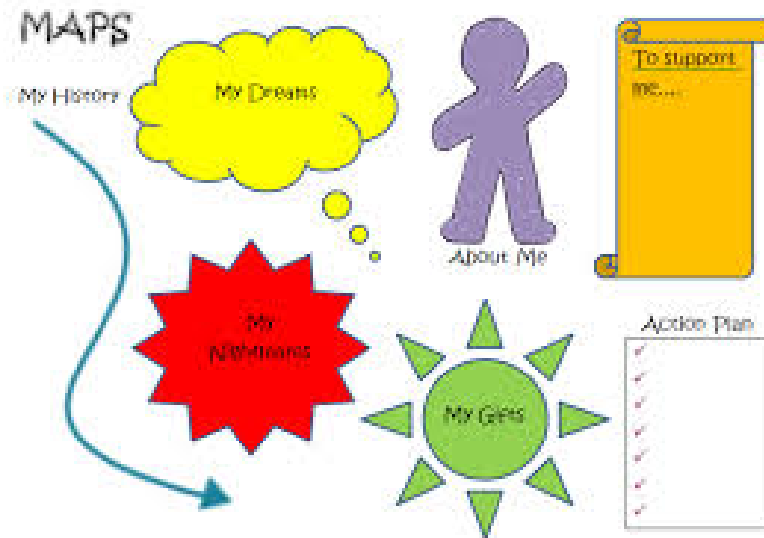 MAPS
My History
My Dreams
To support
me....
About Me
My
Nightmares
My Gifts
Action Plan